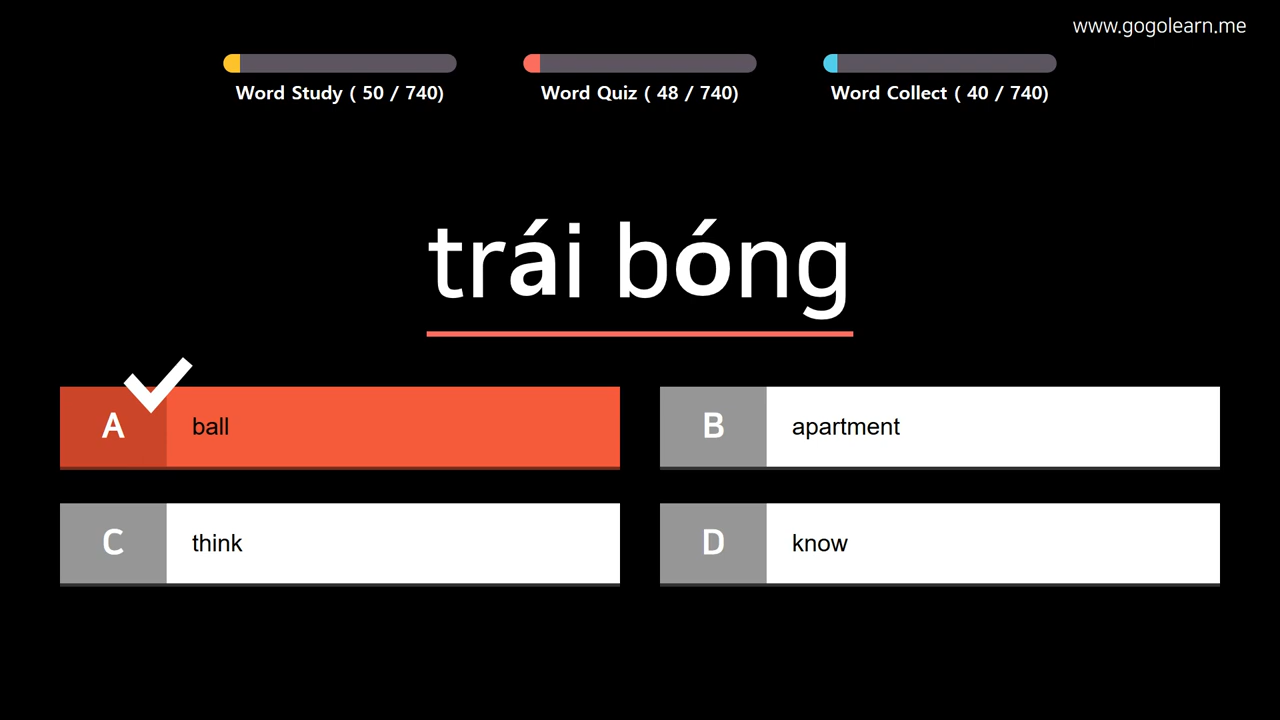 www.gogolearn.me
Word Study ( 50 / 740)
Word Quiz ( 48 / 740)
Word Collect ( 40 / 740)
trái bóng
A ball
B apartment
C think
D know